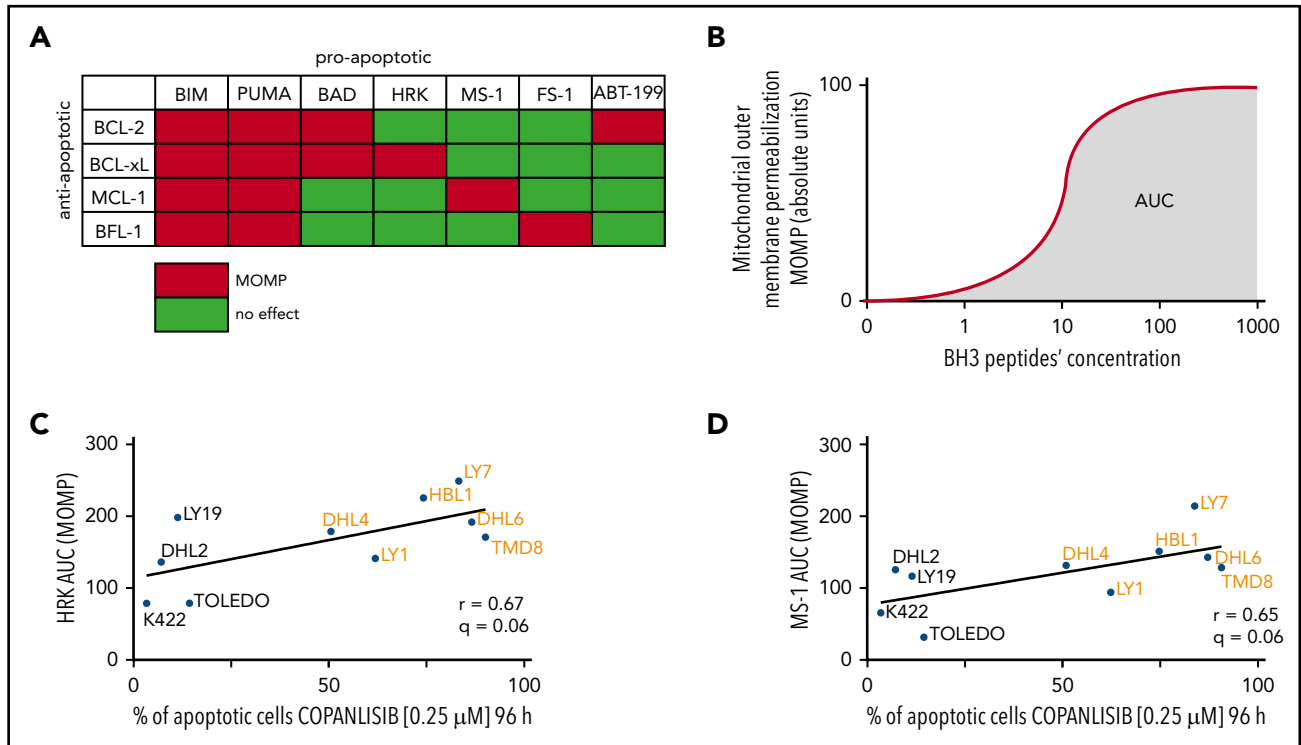 A
pro-apoptotic
BIM PUMA BAD HRK MS-1 FS-1 ABT-199
anti-apoptotic
BCL-2
BCL-xL
MCL-1
BFL-1
MOMP
no effect
B
Mitochondrial outer
membrane permeabilization
MOMP (absolute units)
100
0
AUC
0 1 10 100 1000
BH3 peptides' concentration
C
HRK AUC (MOMP)
300
200
100
0
LY7
HBL1
LY19
DHL4
DHL6
TMD8
LY1
DHL2
TOLEDO
K422
r = 0.67
q = 0.06
0 50 100
% of apoptotic cells COPANLISIB [0.25 µM] 96 h
D
MS-1 AUC (MOMP)
300
200
100
0
LY7
HBL1
DHL2
DHL4
DHL6
LY19
TMD8
LY1
K422
TOLEDO
r = 0.65
q = 0.06
0 50 100
% of apoptotic cells COPANLISIB [0.25 µM] 96 h